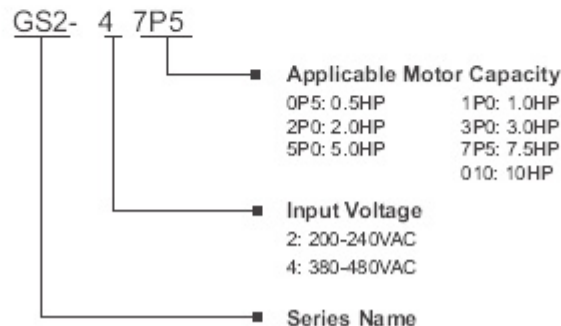 GS2- 4 7P5
Applicable Motor Capacity
0P5: 0.5HP 1P0: 1.0HP
2P0: 2.0HP 3P0: 3.0HP
5P0: 5.0HP 7P5: 7.5HP
010: 10HP
Input Voltage
2: 200-240VAC
4: 380-480VAC
Series Name